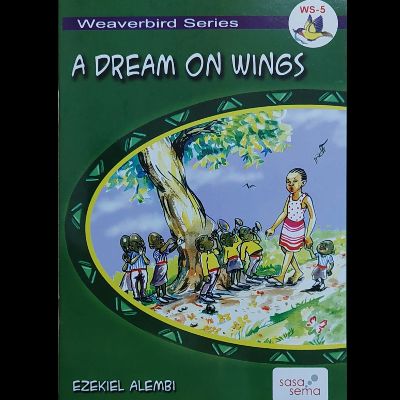 Weaverbird Series
WS-5
A DREAM ON WINGS
EZEKIEL ALEMBI
sasa
sema